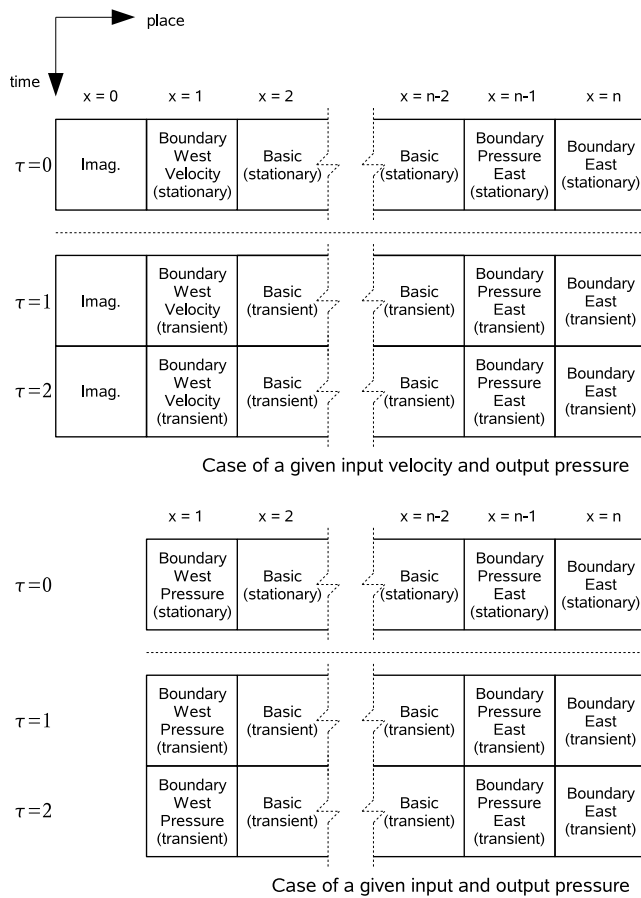 place
time
x = 0 x = 1 x = 2 x = n-2 x = n-1 x = n
τ=0
Imag.
Boundary
West
Velocity
(stationary)
Basic
(stationary)
Basic
(stationary)
Boundary
Pressure
East
(stationary)
Boundary
East
(stationary)
τ=1
Imag.
Boundary
West
Velocity
(transient)
Basic
(transient)
Basic
(transient)
Boundary
Pressure
East
(transient)
Boundary
East
(transient)
τ=2
Imag.
Boundary
West
Velocity
(transient)
Basic
(transient)
Basic
(transient)
Boundary
Pressure
East
(transient)
Boundary
East
(transient)
Case of a given input velocity and output pressure
x = 1 x = 2 x = n-2 x = n-1 x = n
τ=0
Boundary
West
Pressure
(stationary)
Basic
(stationary)
Basic
(stationary)
Boundary
Pressure
East
(stationary)
Boundary
East
(stationary)
τ=1
Boundary
West
Pressure
(transient)
Basic
(transient)
Basic
(transient)
Boundary
Pressure
East
(transient)
Boundary
East
(transient)
τ=2
Boundary
West
Pressure
(transient)
Basic
(transient)
Basic
(transient)
Boundary
Pressure
East
(transient)
Boundary
East
(transient)
Case of a given input and output pressure